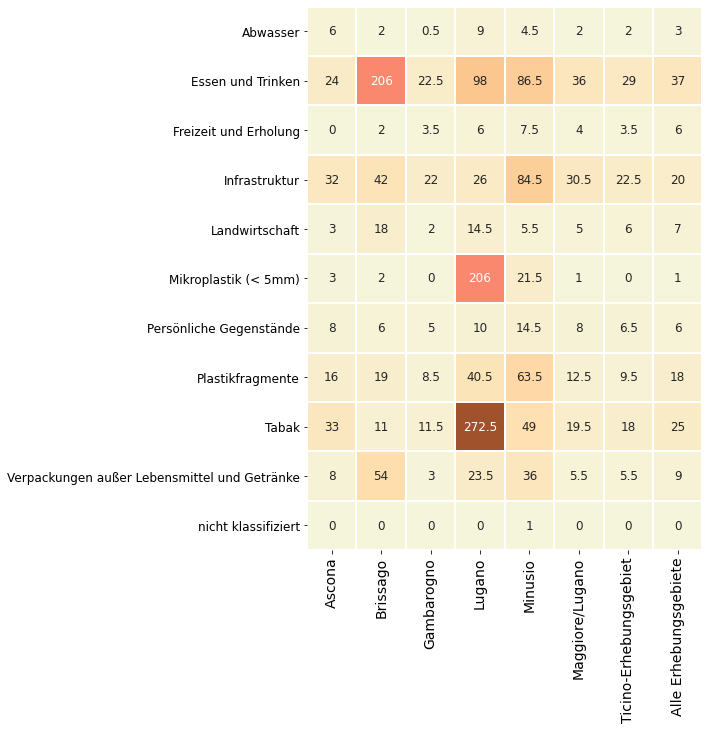 Abwasser 6 2 0.5 9 4.5 2 2 3
Essen und Trinken 24 206 22.5 98 86.5 36 29 37
Freizeit und Erholung 0 2 3.5 6 7.5 4 3.5 6
Infrastruktur 32 42 22 26 84.5 30.5 22.5 20
Landwirtschaft 3 18 2 14.5 5.5 5 6 7
Mikroplastik (< 5mm) 3 2 0 206 21.5 1 0 1
Persönliche Gegenstände 8 6 5 10 14.5 8 6.5 6
Plastikfragmente 16 19 8.5 40.5 63.5 12.5 9.5 18
Tabak 33 11 11.5 272.5 49 19.5 18 25
Verpackungen außer Lebensmittel und Getränke 8 54 3 23.5 36 5.5 5.5 9
nicht klassifiziert 0 0 0 0 1 0 0 0
Ascona
Brissago
Gambarogno
Lugano
Minusio
Maggiore/Lugano
Ticino-Erhebungsgebiet
Alle Erhebungsgebiete